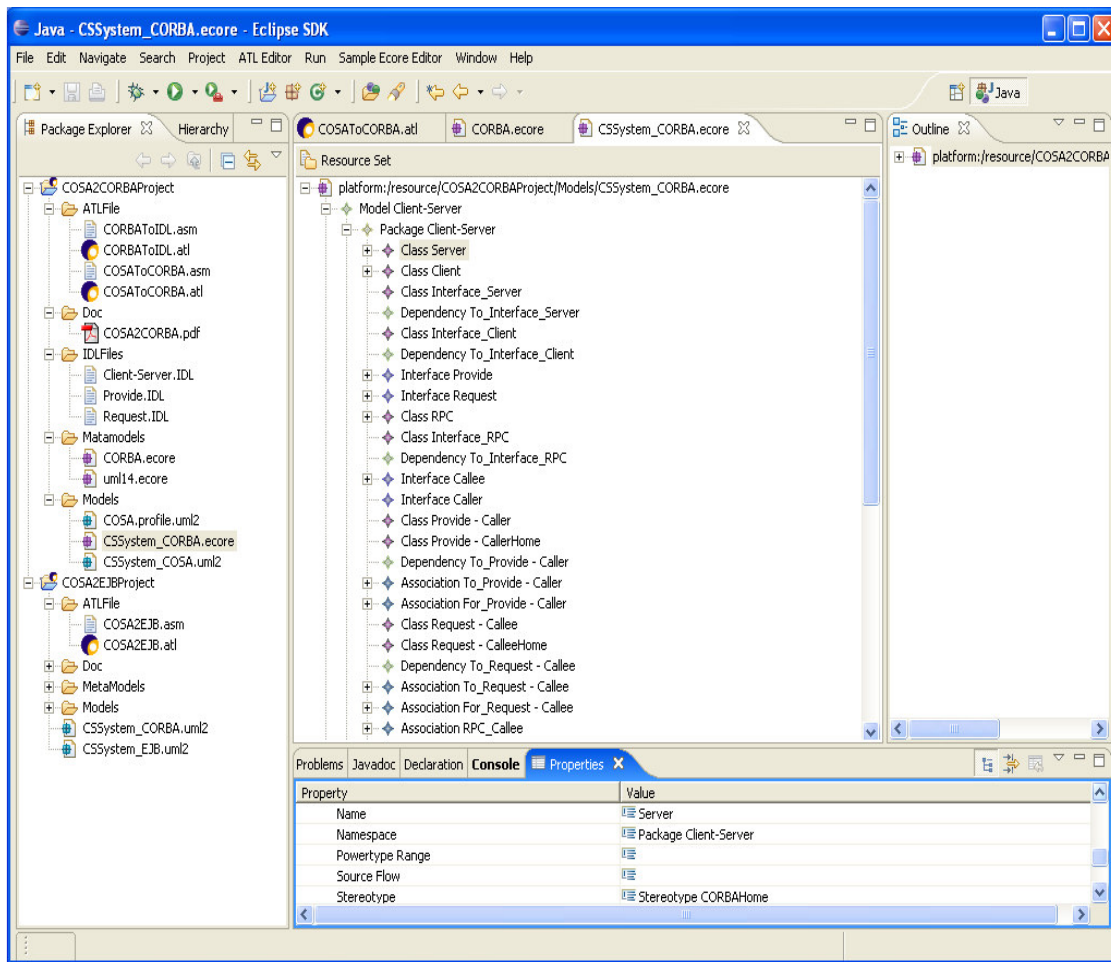 Java - CSSystem_CORBA.ecore - Eclipse SDK
File Edit Navigate Search Project ATL Editor Run Sample Ecore Editor Window Help
Java
Package Explorer Hierarchy
COSA2CORBAProject
ATLFile
CORBAToIDL.asm
CORBAToIDL.atl
COSAToCORBA.asm
COSAToCORBA.atl
Doc
COSA2CORBA.pdf
IDLFiles
Client-Server.IDL
Provide.IDL
Request.IDL
Matamodels
CORBA.ecore
uml14.ecore
Models
COSA.profile.uml2
CSSystem_CORBA.ecore
CSSystem_COSA.uml2
COSA2EJBProject
ATLFile
COSA2EJB.asm
COSA2EJB.atl
Doc
MetaModels
Models
CSSystem_CORBA.uml2
CSSystem_EJB.uml2
COSAToCORBA.atl CORBA.ecore CSSystem_CORBA.ecore
Resource Set
platform:/resource/COSA2CORBAProject/Models/CSSystem_CORBA.ecore
Model Client-Server
Package Client-Server
Class Server
Class Client
Class Interface_Server
Dependency To_Interface_Server
Class Interface_Client
Dependency To_Interface_Client
Interface Provide
Interface Request
Class RPC
Class Interface_RPC
Dependency To_Interface_RPC
Interface Callee
Interface Caller
Class Provide - Caller
Class Provide - CallerHome
Dependency To_Provide - Caller
Association To_Provide - Caller
Association For_Provide - Caller
Class Request - Callee
Class Request - CalleeHome
Dependency To_Request - Callee
Association To_Request - Callee
Association For_Request - Callee
Association RPC_Callee
Outline
platform:/resource/COSA2CORBA
Problems Javadoc Declaration Console Properties
Property Value
Name Server
Namespace Package Client-Server
Powertype Range
Source Flow
Stereotype Stereotype CORBAHome